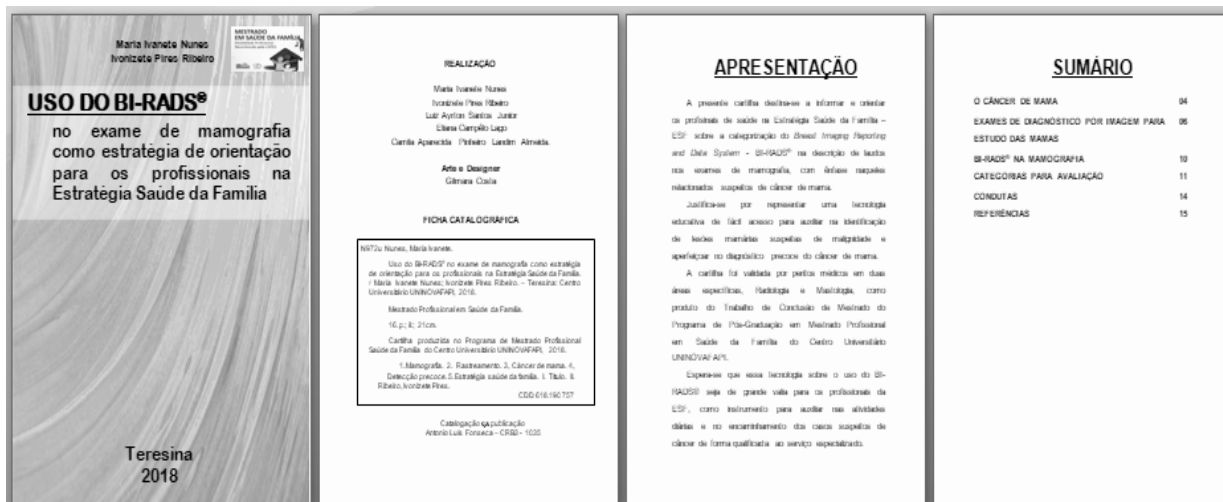 Maria Ivanete Nunes
Ivonizete Pires Ribeiro
MESTRADO
EM SAÚDE DA FAMÍLIA
USO DO BI-RADS®
no exame de mamografia
como estratégia de orientação
para os profissionais na
Estratégia Saúde da Família
Teresina
2018
REALIZAÇÃO
Maria Ivanete Nunes
Ivonizete Pires Ribeiro
Luiz Ayrton Santos Junior
Eliana Campêlo Lago
Camila Aparecida Pinheiro Landim Almeida
Arte e Designer
Gilmara Costa
FICHA CATALOGRÁFICA
N972u Nunes, Maria Ivanete.
Uso do BI-RADS® no exame de mamografia como estratégia
de orientação para os profissionais na Estratégia Saúde da Família.
/ Maria Ivanete Nunes; Ivonizete Pires Ribeiro. – Teresina: Centro
Universitário UNINOVAFAPI, 2018.
Mestrado Profissional em Saúde da Família.
16.p.; il; 21cm.
Cartilha produzida no Programa de Mestrado Profissional
Saúde da Família do Centro Universitário UNINOVAFAPI, 2018.
1.Mamografia. 2. Rastreamento. 3, Câncer de mama. 4,
Detecção precoce. 5.Estratégia saúde da família. I. Título. II.
Ribeiro, Ivonizete Pires.
CDD 618.190 757
Catalogação na publicação
Antonio Luis Fonseca – CRB3 - 1035
APRESENTAÇÃO
A presente cartilha destina-se a informar e orientar
os profissinais de saúde na Estratégia Saúde da Família –
ESF sobre a categorização do Breast Imaging Reporting
and Data System - BI-RADS® na descrição de laudos
nos exames de mamografia, com ênfase naqueles
relacionados suspeitos de câncer de mama.
Justifica-se por representar uma tecnologia
educativa de fácil acesso para auxiliar na identificação
de lesões mamárias suspeitas de malignidade e
aperfeiçoar no diagnóstico precoce do câncer de mama.
A cartilha foi validada por peritos médicos em duas
áreas específicas, Radiologia e Mastologia, como
produto do Trabalho de Conclusão de Mestrado do
Programa de Pós-Graduação em Mestrado Profissional
em Saúde da Família do Centro Universitário
UNINOVAFAPI.
Espera-se que essa tecnologia sobre o uso do BI-
RADS® seja de grande valia para os profissionais da
ESF, como instrumento para auxiliar nas atividades
diárias e no encaminhamento dos casos suspeitos de
câncer de forma qualificada ao serviço especializado.
SUMÁRIO
O CÂNCER DE MAMA 04
EXAMES DE DIAGNÓSTICO POR IMAGEM PARA 06
ESTUDO DAS MAMAS
BI-RADS® NA MAMOGRAFIA 10
CATEGORIAS PARA AVALIAÇÃO 11
CONDUTAS 14
REFERÊNCIAS 15